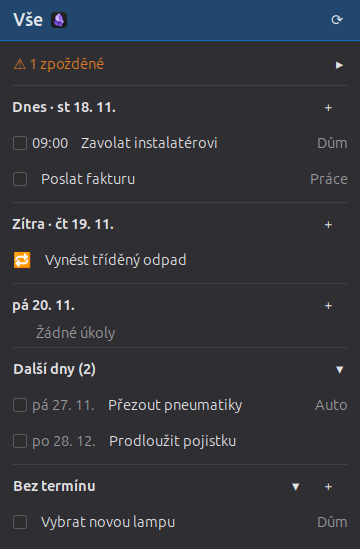 Vše
⚠ 1 zpožděné
Dnes · st 18. 11. +
09:00 Zavolat instalatérovi Dům
Poslat fakturu Práce
Zítra · čt 19. 11. +
Vynést tříděný odpad
pá 20. 11. +
Žádné úkoly
Další dny (2)
pá 27. 11. Přezout pneumatiky Auto
po 28. 12. Prodloužit pojistku
Bez termínu +
Vybrat novou lampu Dům